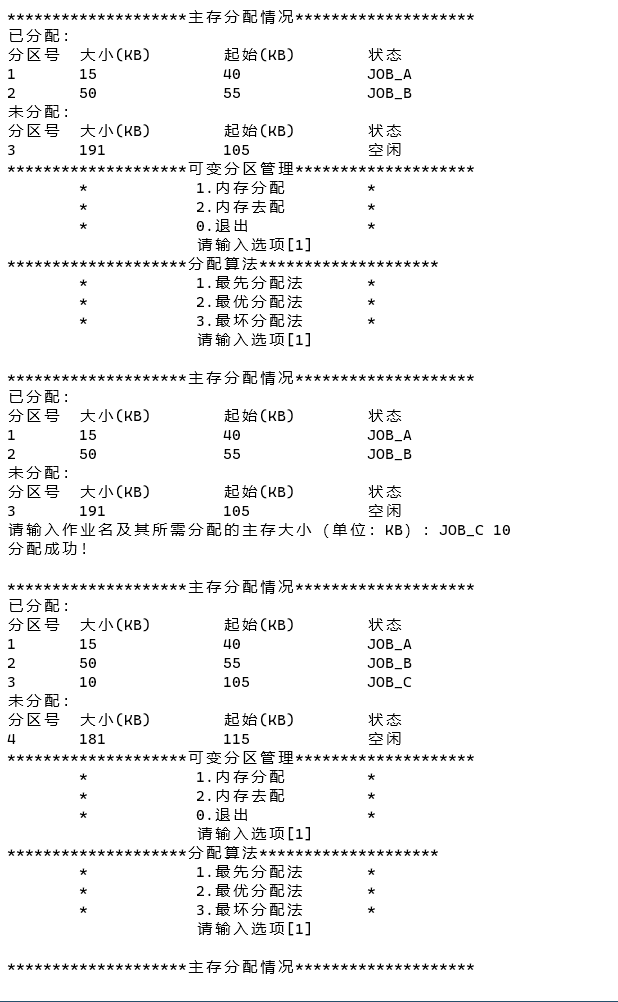 ********************主存分配情况********************
已分配:
分区号 大小(KB) 起始(KB) 状态
1 15 40 JOB_A
2 50 55 JOB_B
未分配:
分区号 大小(KB) 起始(KB) 状态
3 191 105 空闲
********************可变分区管理********************
* 1.内存分配 *
* 2.内存去配 *
* 0.退出 *
请输入选项[1]
********************分配算法********************
* 1.最先分配法 *
* 2.最优分配法 *
* 3.最坏分配法 *
请输入选项[1]
********************主存分配情况********************
已分配:
分区号 大小(KB) 起始(KB) 状态
1 15 40 JOB_A
2 50 55 JOB_B
未分配:
分区号 大小(KB) 起始(KB) 状态
3 191 105 空闲
请输入作业名及其所需分配的主存大小（单位: KB）: JOB_C 10
分配成功!
********************主存分配情况********************
已分配:
分区号 大小(KB) 起始(KB) 状态
1 15 40 JOB_A
2 50 55 JOB_B
3 10 105 JOB_C
未分配:
分区号 大小(KB) 起始(KB) 状态
4 181 115 空闲
********************可变分区管理********************
* 1.内存分配 *
* 2.内存去配 *
* 0.退出 *
请输入选项[1]
********************分配算法********************
* 1.最先分配法 *
* 2.最优分配法 *
* 3.最坏分配法 *
请输入选项[1]
********************主存分配情况********************